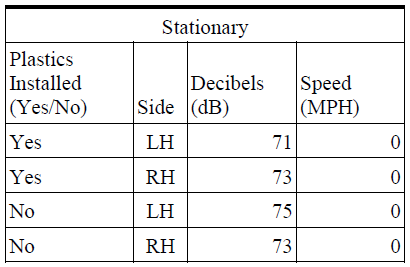 Stationary
Plastics
Installed
(Yes/No) Side Decibels
(dB) Speed
(MPH)
Yes LH 71 0
Yes RH 73 0
No LH 75 0
No RH 73 0